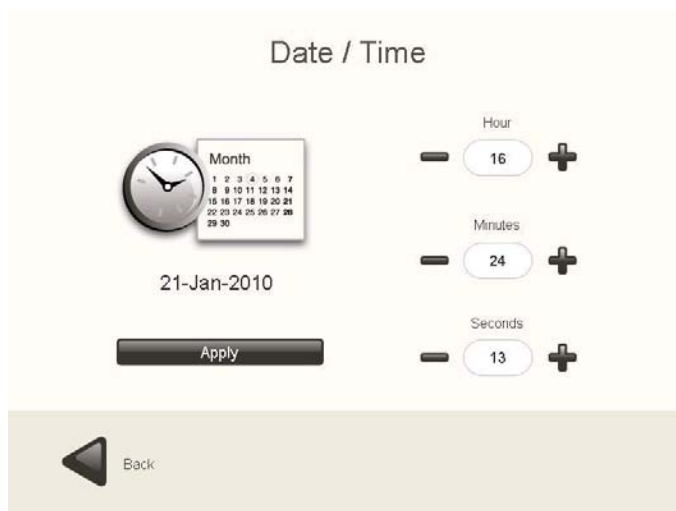 Date / Time
Month
1 2 3 4 5 6 7
8 9 10 11 12 13 14
15 16 17 18 19 20 21
22 23 24 25 26 27 28
29 30
21-Jan-2010
Apply
Hour
16
Minutes
24
Seconds
13
Back